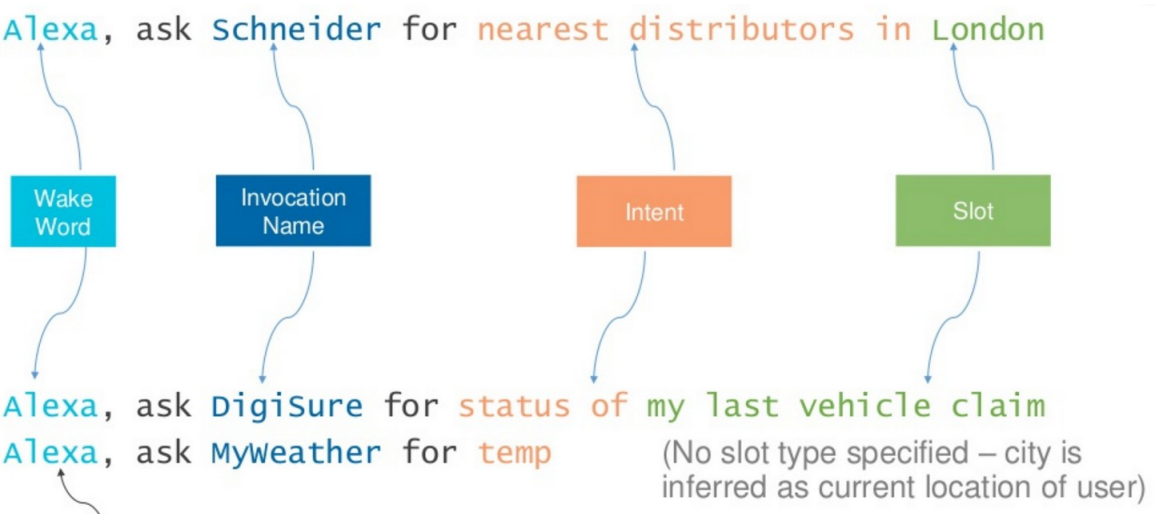 Alexa, ask Schneider for nearest distributors in London
Wake
Word
Invocation
Name
Intent
Slot
Alexa, ask DigiSure for status of my last vehicle claim
Alexa, ask MyWeather for temp
(No slot type specified – city is
inferred as current location of user)